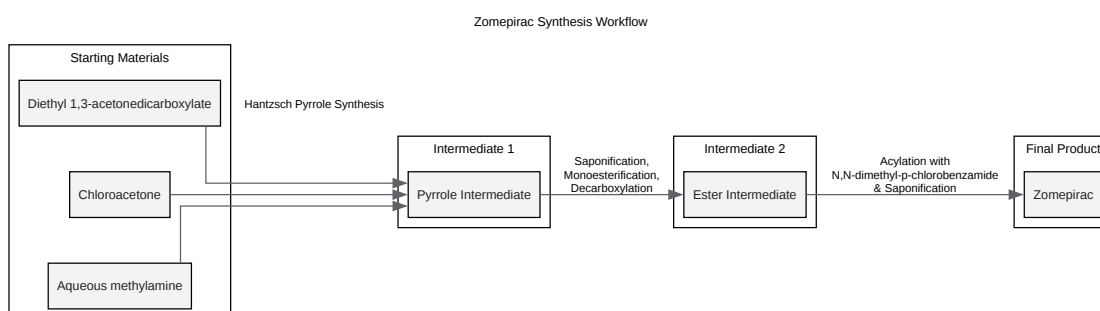 Zomepirac Synthesis Workflow
Starting Materials
Diethyl 1,3-acetonedicarboxylate
Hantzsch Pyrrole Synthesis
Chloroacetone
Aqueous methylamine
Intermediate 1
Pyrrole Intermediate
Saponification,
Monoesterification,
Decarboxylation
Intermediate 2
Ester Intermediate
Acylation with
N,N-dimethyl-p-chlorobenzamide
& Saponification
Final Product
Zomepirac